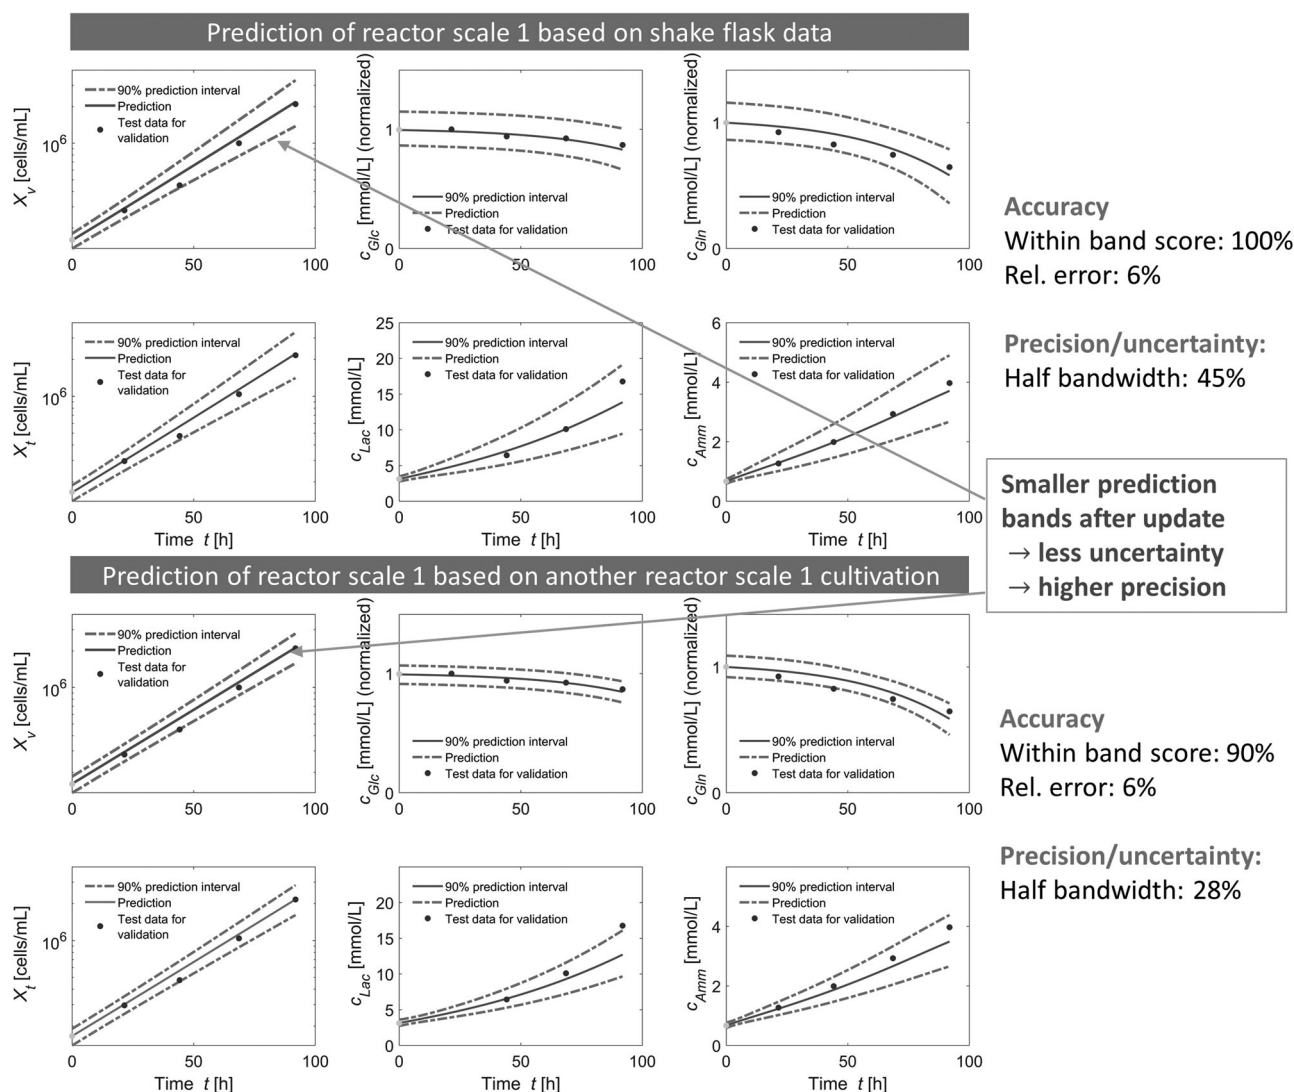 Prediction of reactor scale 1 based on shake flask data
X_v [cells/mL]
10^6
90% prediction interval
Prediction
Test data for
validation
0
50
100
c_Glc [mmol/L] (normalized)
1
0
90% prediction interval
Prediction
Test data for validation
0
50
100
c_Gln [mmol/L] (normalized)
1
0
90% prediction interval
Prediction
Test data for validation
0
50
100
Accuracy
Within band score: 100%
Rel. error: 6%
Precision/uncertainty:
Half bandwidth: 45%
X_t [cells/mL]
10^6
90% prediction interval
Prediction
Test data for
validation
0
50
100
Time t [h]
c_Lac [mmol/L]
25
20
15
10
5
0
90% prediction interval
Prediction
Test data for validation
0
50
100
Time t [h]
c_Amm [mmol/L]
6
4
2
0
90% prediction interval
Prediction
Test data for validation
0
50
100
Time t [h]
Smaller prediction
bands after update
→ less uncertainty
→ higher precision
Prediction of reactor scale 1 based on another reactor scale 1 cultivation
X_v [cells/mL]
10^6
90% prediction interval
Prediction
Test data for
validation
0
50
100
c_Glc [mmol/L] (normalized)
1
0
90% prediction interval
Prediction
Test data for validation
0
50
100
c_Gln [mmol/L] (normalized)
1
0
90% prediction interval
Prediction
Test data for validation
0
50
100
Accuracy
Within band score: 90%
Rel. error: 6%
Precision/uncertainty:
Half bandwidth: 28%
X_t [cells/mL]
10^6
90% prediction interval
Prediction
Test data for
validation
0
50
100
Time t [h]
c_Lac [mmol/L]
20
15
10
5
0
90% prediction interval
Prediction
Test data for validation
0
50
100
Time t [h]
c_Amm [mmol/L]
4
2
0
90% prediction interval
Prediction
Test data for validation
0
50
100
Time t [h]